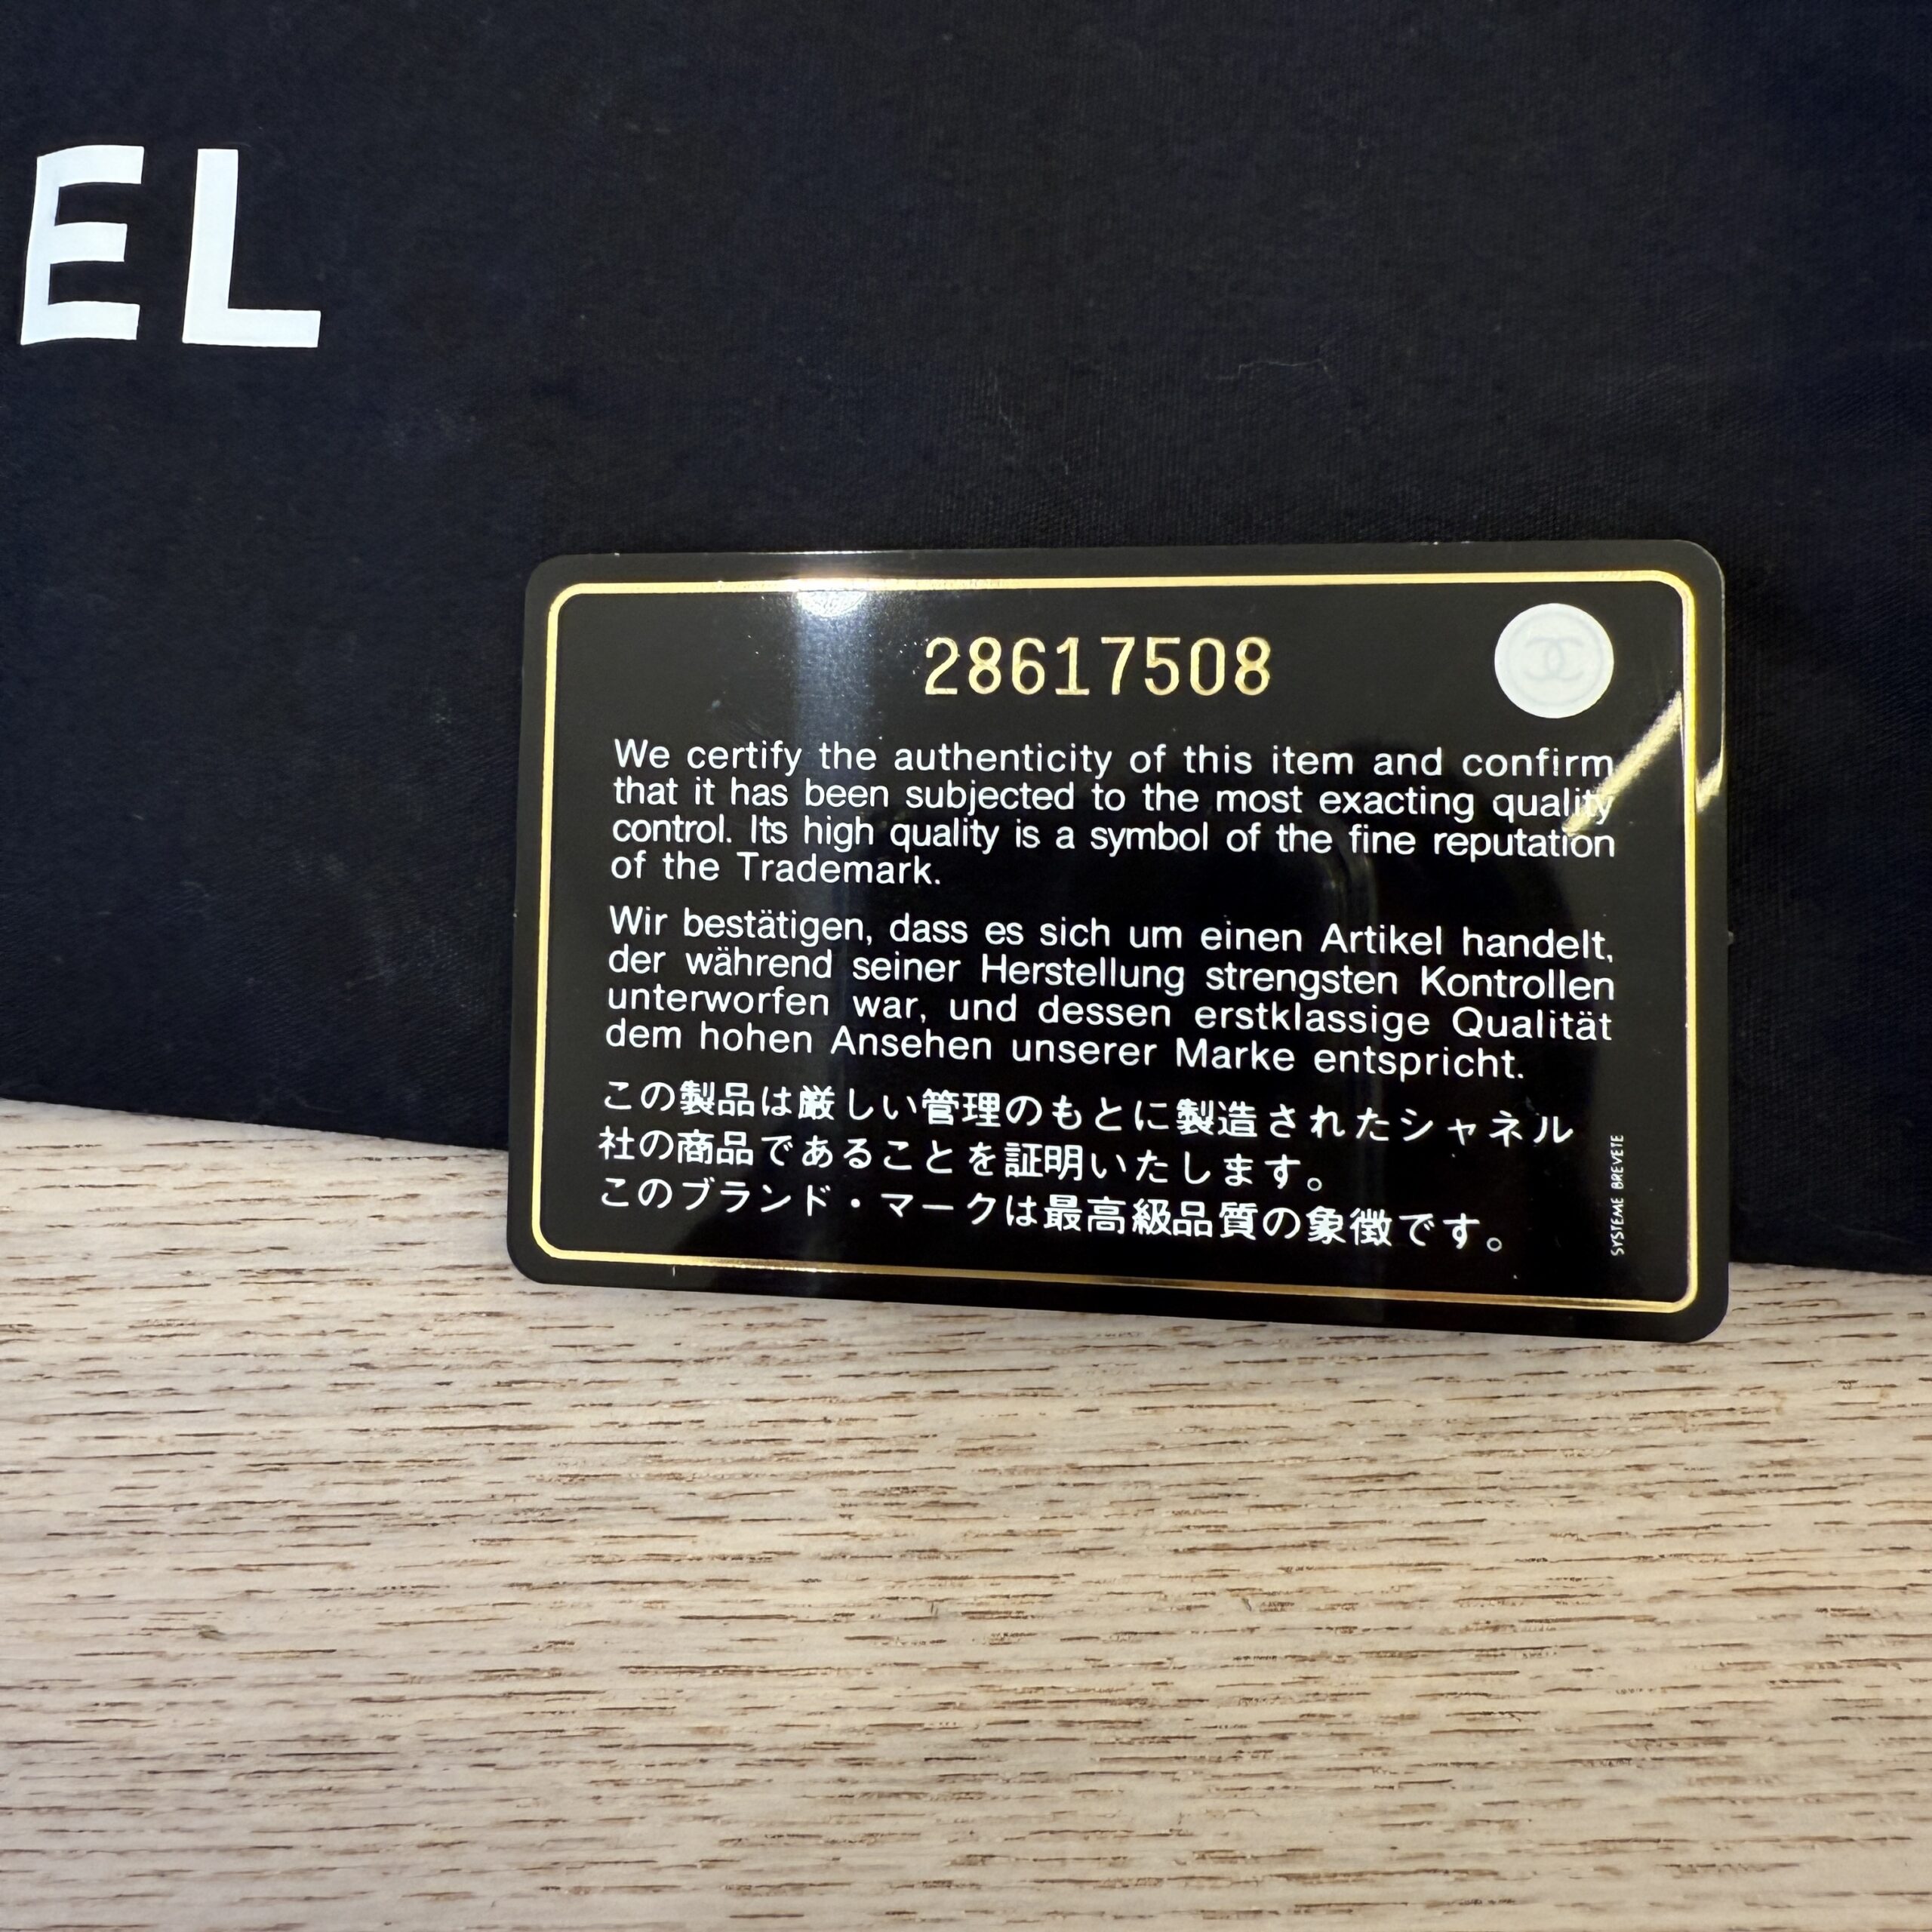 EL
28617508
We certify the authenticity of this item and confirm
that it has been subjected to the most exacting quality
control. Its high quality is a symbol of the fine reputation
of the Trademark.
Wir bestätigen, dass es sich um einen Artikel handelt,
der während seiner Herstellung strengsten Kontrollen
unterworfen war, und dessen erstklassige Qualität
dem hohen Ansehen unserer Marke entspricht.
この製品は厳しい管理のもとに製造されたシャネル
社の商品であることを証明いたします。
このブランド・マークは最高級品質の象徴です。
SYSTEME BREVETE